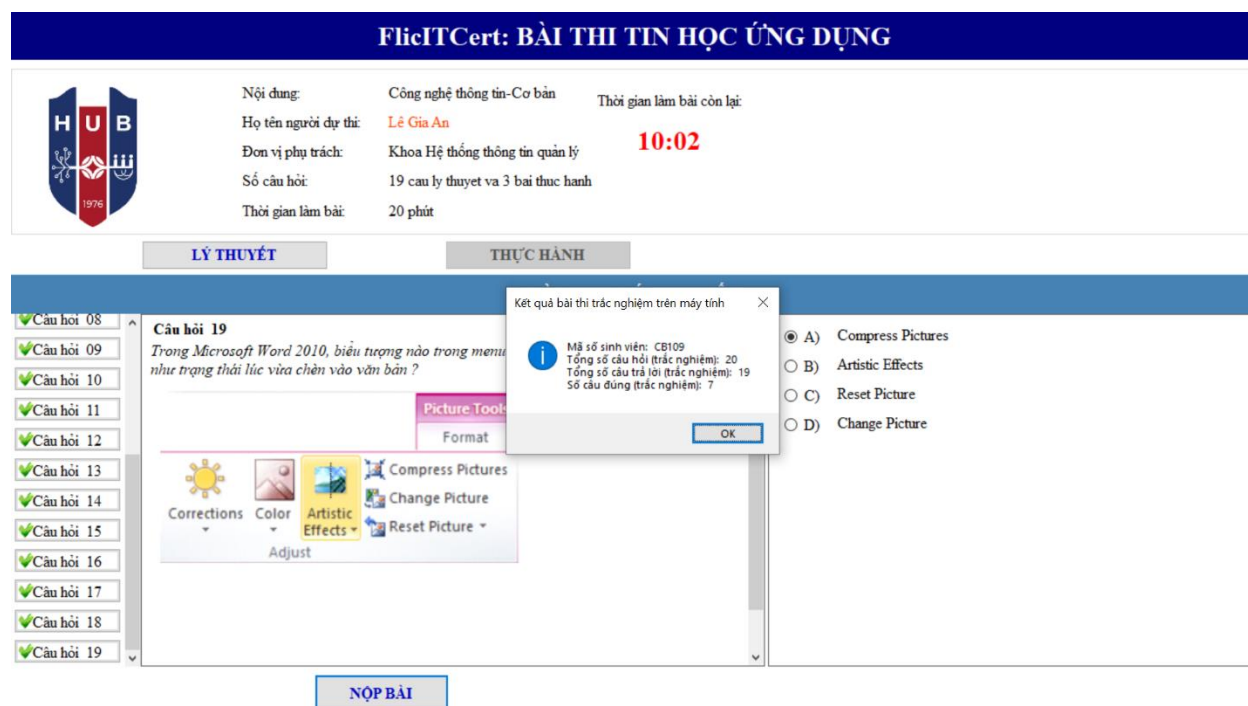 FlicITCert: BÀI THI TIN HỌC ỨNG DỤNG
HUB
1976
Nội dung: Công nghệ thông tin-Cơ bản
Họ tên người dự thi: Lê Gia An
Đơn vị phụ trách: Khoa Hệ thống thông tin quản lý
Số câu hỏi: 19 cau ly thuyet va 3 bai thuc hanh
Thời gian làm bài: 20 phút
Thời gian làm bài còn lại:
10:02
LÝ THUYẾT
THỰC HÀNH
Câu hỏi 08
Câu hỏi 09
Câu hỏi 10
Câu hỏi 11
Câu hỏi 12
Câu hỏi 13
Câu hỏi 14
Câu hỏi 15
Câu hỏi 16
Câu hỏi 17
Câu hỏi 18
Câu hỏi 19
Câu hỏi 19
Trong Microsoft Word 2010, biểu tượng nào trong menu
như trạng thái lúc vừa chèn vào văn bản ?
Picture Tools
Format
Corrections
Color
Artistic
Effects
Compress Pictures
Change Picture
Reset Picture
Adjust
Kết quả bài thi trắc nghiệm trên máy tính
Mã số sinh viên: CB109
Tổng số câu hỏi (trắc nghiệm): 20
Tổng số câu trả lời (trắc nghiệm): 19
Số câu đúng (trắc nghiệm): 7
OK
A) Compress Pictures
B) Artistic Effects
C) Reset Picture
D) Change Picture
NỘP BÀI